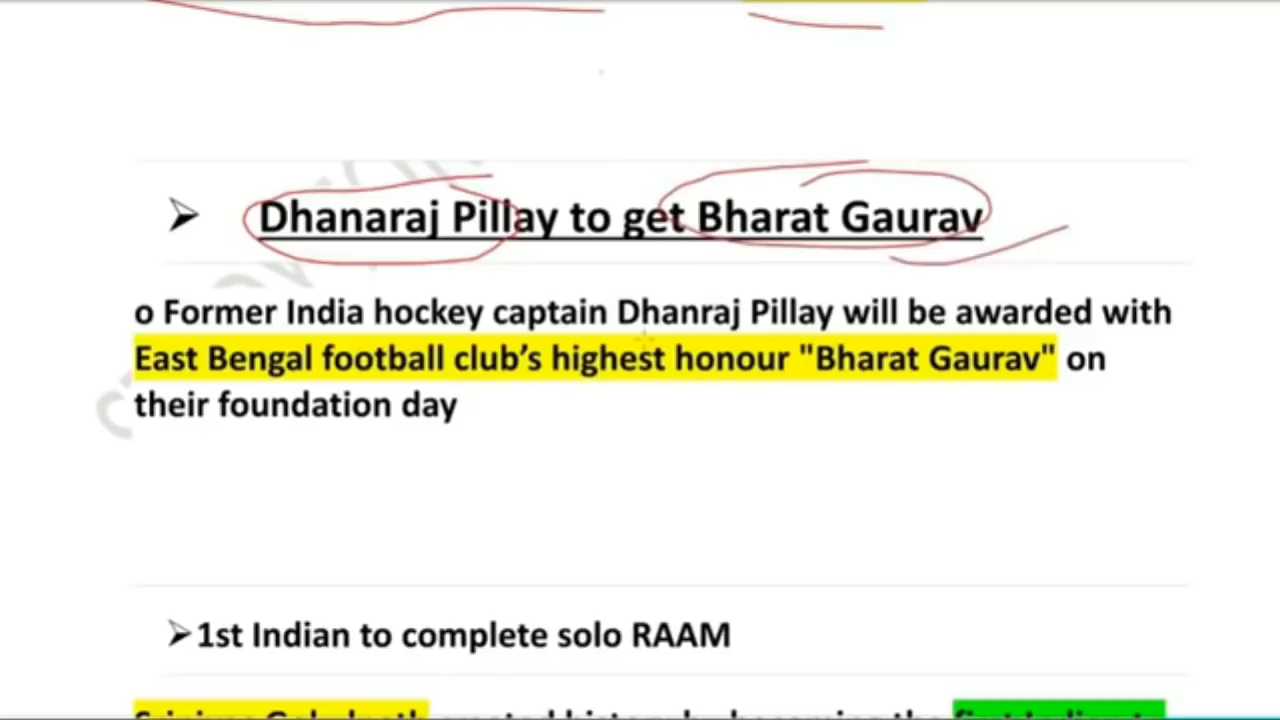 ➤ Dhanaraj Pillay to get Bharat Gaurav
o Former India hockey captain Dhanraj Pillay will be awarded with
East Bengal football club’s highest honour "Bharat Gaurav" on
their foundation day
➤1st Indian to complete solo RAAM